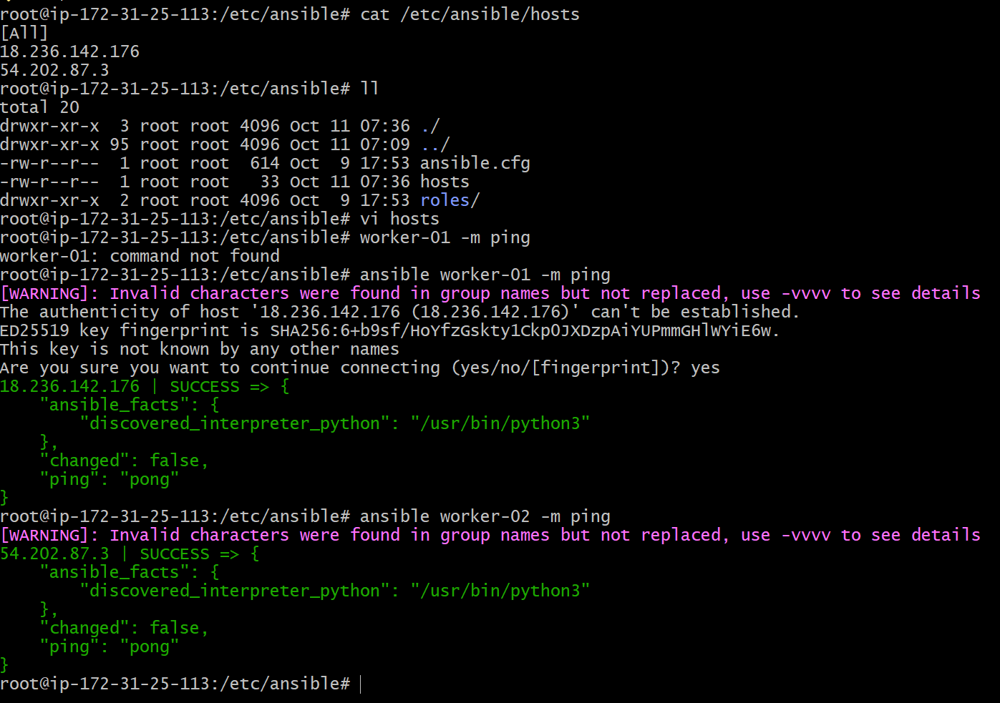 root@ip-172-31-25-113:/etc/ansible# cat /etc/ansible/hosts
[All]
18.236.142.176
54.202.87.3
root@ip-172-31-25-113:/etc/ansible# ll
total 20
drwxr-xr-x  3 root root 4096 Oct 11 07:36 ./
drwxr-xr-x 95 root root 4096 Oct 11 07:09 ../
-rw-r--r--  1 root root  614 Oct  9 17:53 ansible.cfg
-rw-r--r--  1 root root   33 Oct 11 07:36 hosts
drwxr-xr-x  2 root root 4096 Oct  9 17:53 roles/
root@ip-172-31-25-113:/etc/ansible# vi hosts
root@ip-172-31-25-113:/etc/ansible# worker-01 -m ping
worker-01: command not found
root@ip-172-31-25-113:/etc/ansible# ansible worker-01 -m ping
[WARNING]: Invalid characters were found in group names but not replaced, use -vvvv to see details
The authenticity of host '18.236.142.176 (18.236.142.176)' can't be established.
ED25519 key fingerprint is SHA256:6+b9sf/HoYfzGskty1Ckp0JXDzpAiYUPmmGHlWYiE6w.
This key is not known by any other names
Are you sure you want to continue connecting (yes/no/[fingerprint])? yes
18.236.142.176 | SUCCESS => {
    "ansible_facts": {
        "discovered_interpreter_python": "/usr/bin/python3"
    },
    "changed": false,
    "ping": "pong"
}
root@ip-172-31-25-113:/etc/ansible# ansible worker-02 -m ping
[WARNING]: Invalid characters were found in group names but not replaced, use -vvvv to see details
54.202.87.3 | SUCCESS => {
    "ansible_facts": {
        "discovered_interpreter_python": "/usr/bin/python3"
    },
    "changed": false,
    "ping": "pong"
}
root@ip-172-31-25-113:/etc/ansible#